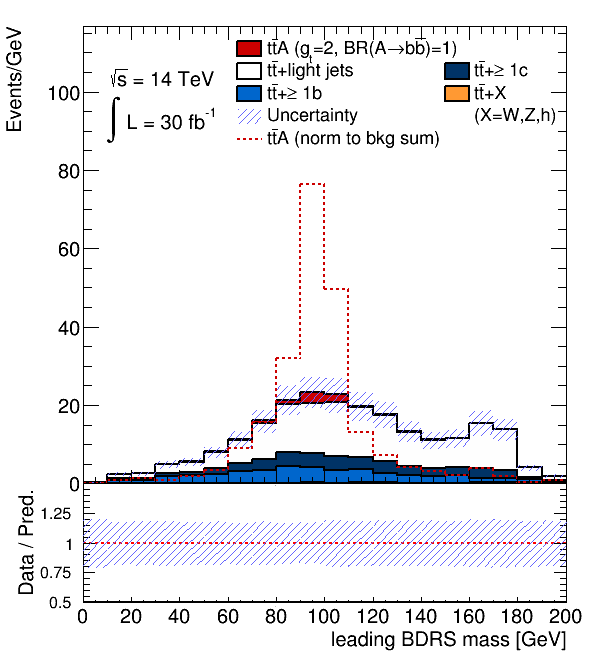 Events/GeV
tt̄A (g_t=2, BR(A→bb̄)=1)
tt̄+light jets
tt̄+≥ 1c
tt̄+≥ 1b
tt̄+X
Uncertainty
(X=W,Z,h)
tt̄A (norm to bkg sum)
√s = 14 TeV
∫ L = 30 fb⁻¹
100
80
60
40
20
0
Data / Pred.
1.25
1
0.75
0.5
0 20 40 60 80 100 120 140 160 180 200
leading BDRS mass [GeV]